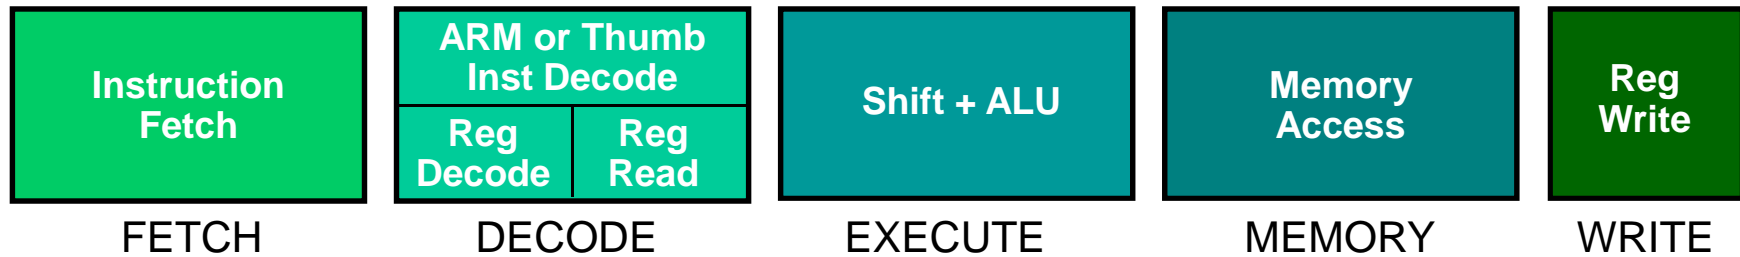 Instruction
Fetch
ARM or Thumb
Inst Decode
Reg
Decode
Reg
Read
Shift + ALU
Memory
Access
Reg
Write
FETCH
DECODE
EXECUTE
MEMORY
WRITE